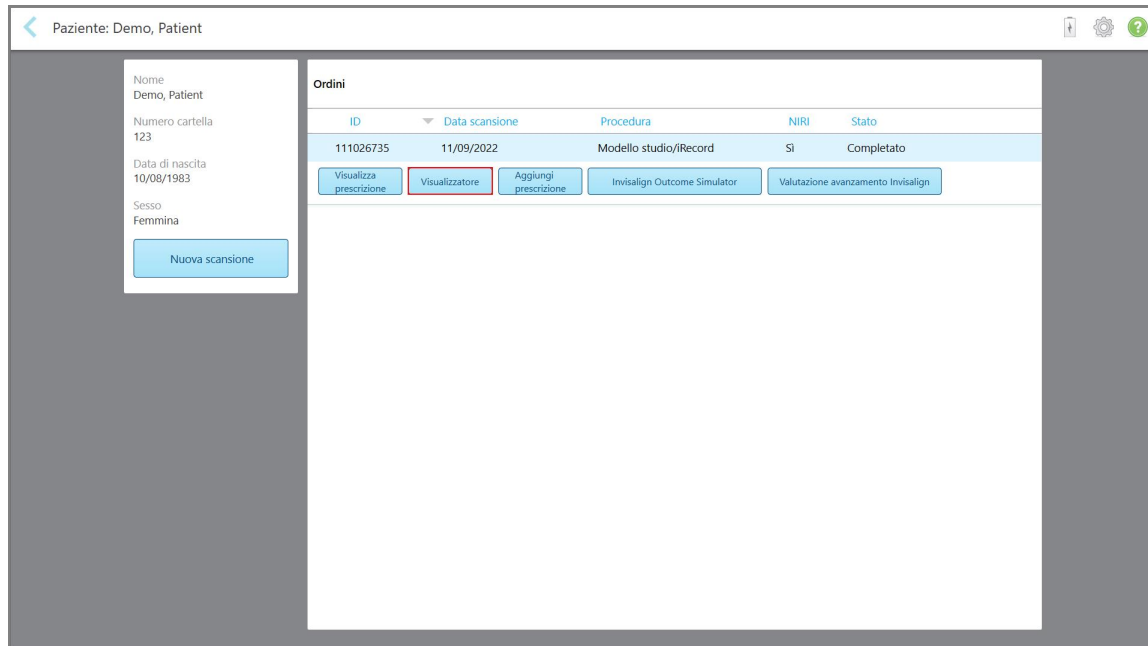 Paziente: Demo, Patient
?
Nome
Demo, Patient
Numero cartella
123
Data di nascita
10/08/1983
Sesso
Femmina
Nuova scansione
Ordini
ID Data scansione Procedura NIRI Stato
111026735 11/09/2022 Modello studio/iRecord Sì Completato
Visualizza
prescrizione
Visualizzatore
Aggiungi
prescrizione
Invisalign Outcome Simulator
Valutazione avanzamento Invisalign